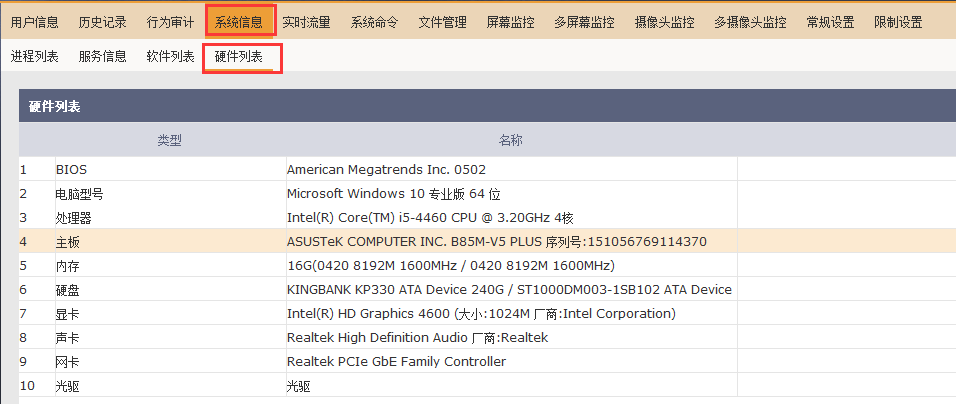 用户信息 历史记录 行为审计 系统信息 实时流量 系统命令 文件管理 屏幕监控 多屏幕监控 摄像头监控 多摄像头监控 常规设置 限制设置
进程列表 服务信息 软件列表 硬件列表
硬件列表
类型 名称
1 BIOS American Megatrends Inc. 0502
2 电脑型号 Microsoft Windows 10 专业版 64 位
3 处理器 Intel(R) Core(TM) i5-4460 CPU @ 3.20GHz 4核
4 主板 ASUSTeK COMPUTER INC. B85M-V5 PLUS 序列号:151056769114370
5 内存 16G(0420 8192M 1600MHz / 0420 8192M 1600MHz)
6 硬盘 KINGBANK KP330 ATA Device 240G / ST1000DM003-1SB102 ATA Device
7 显卡 Intel(R) HD Graphics 4600 (大小:1024M 厂商:Intel Corporation)
8 声卡 Realtek High Definition Audio 厂商:Realtek
9 网卡 Realtek PCIe GbE Family Controller
10 光驱 光驱